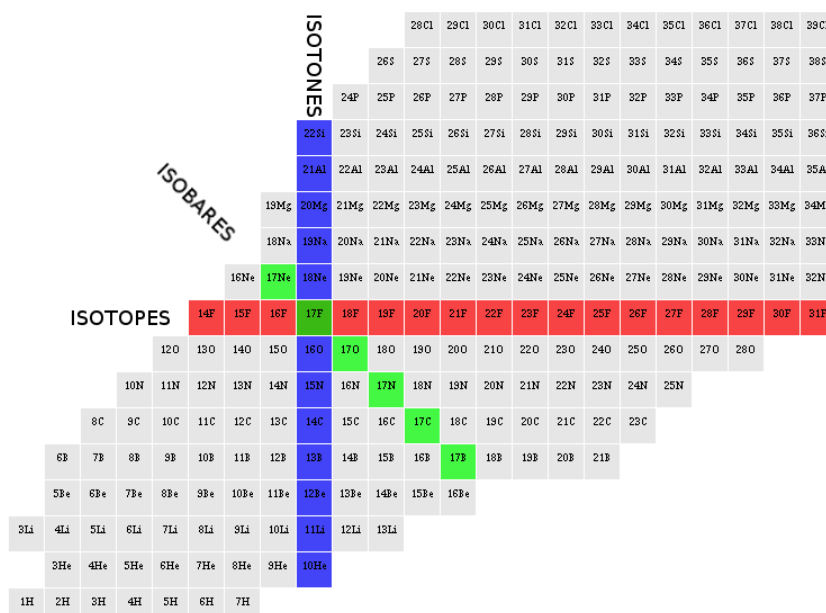 ISOTONES
28Cl 29Cl 30Cl 31Cl 32Cl 33Cl 34Cl 35Cl 36Cl 37Cl 38Cl 39Cl
26S 27S 28S 29S 30S 31S 32S 33S 34S 35S 36S 37S 38S
24P 25P 26P 27P 28P 29P 30P 31P 32P 33P 34P 35P 36P 37P
22Si 23Si 24Si 25Si 26Si 27Si 28Si 29Si 30Si 31Si 32Si 33Si 34Si 35Si 36Si
21Al 22Al 23Al 24Al 25Al 26Al 27Al 28Al 29Al 30Al 31Al 32Al 33Al 34Al 35A
ISOBARES
19Mg 20Mg 21Mg 22Mg 23Mg 24Mg 25Mg 26Mg 27Mg 28Mg 29Mg 30Mg 31Mg 32Mg 33Mg 34M
18Na 19Na 20Na 21Na 22Na 23Na 24Na 25Na 26Na 27Na 28Na 29Na 30Na 31Na 32Na 33N
16Ne 17Ne 18Ne 19Ne 20Ne 21Ne 22Ne 23Ne 24Ne 25Ne 26Ne 27Ne 28Ne 29Ne 30Ne 31Ne 32N
ISOTOPES 14F 15F 16F 17F 18F 19F 20F 21F 22F 23F 24F 25F 26F 27F 28F 29F 30F 31F
12O 13O 14O 15O 16O 17O 18O 19O 20O 21O 22O 23O 24O 25O 26O 27O 28O
10N 11N 12N 13N 14N 15N 16N 17N 18N 19N 20N 21N 22N 23N 24N 25N
8C 9C 10C 11C 12C 13C 14C 15C 16C 17C 18C 19C 20C 21C 22C 23C
6B 7B 8B 9B 10B 11B 12B 13B 14B 15B 16B 17B 18B 19B 20B 21B
5Be 6Be 7Be 8Be 9Be 10Be 11Be 12Be 13Be 14Be 15Be 16Be
3Li 4Li 5Li 6Li 7Li 8Li 9Li 10Li 11Li 12Li 13Li
3He 4He 5He 6He 7He 8He 9He 10He
1H 2H 3H 4H 5H 6H 7H